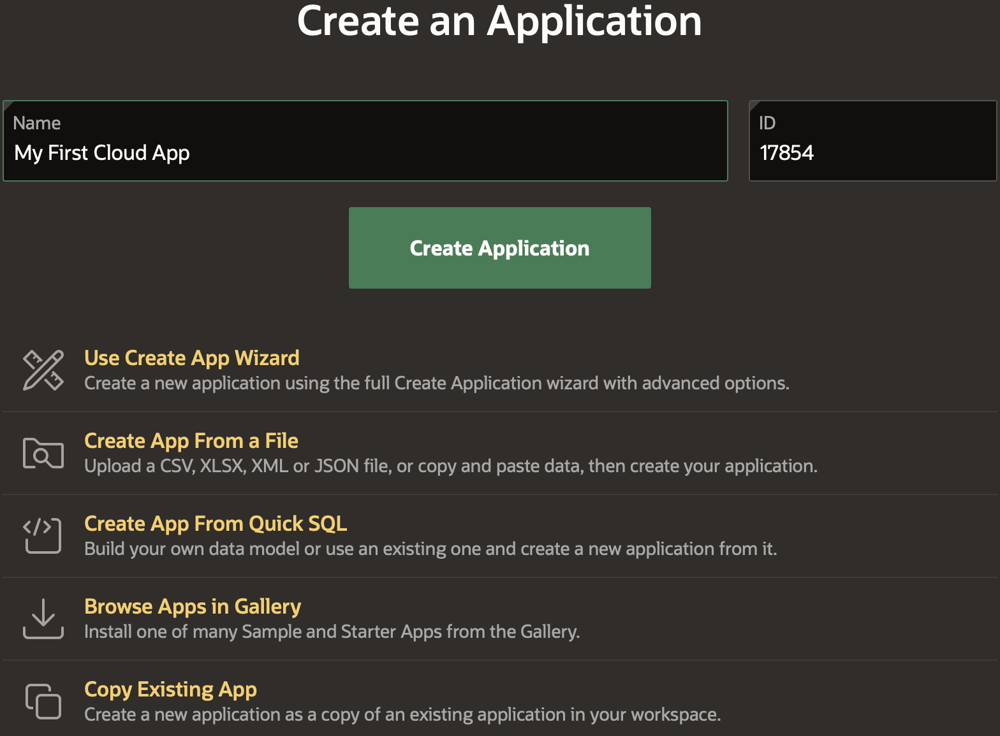 Create an Application
Name
My First Cloud App
ID
17854
Create Application
Use Create App Wizard
Create a new application using the full Create Application wizard with advanced options.
Create App From a File
Upload a CSV, XLSX, XML or JSON file, or copy and paste data, then create your application.
Create App From Quick SQL
Build your own data model or use an existing one and create a new application from it.
Browse Apps in Gallery
Install one of many Sample and Starter Apps from the Gallery.
Copy Existing App
Create a new application as a copy of an existing application in your workspace.